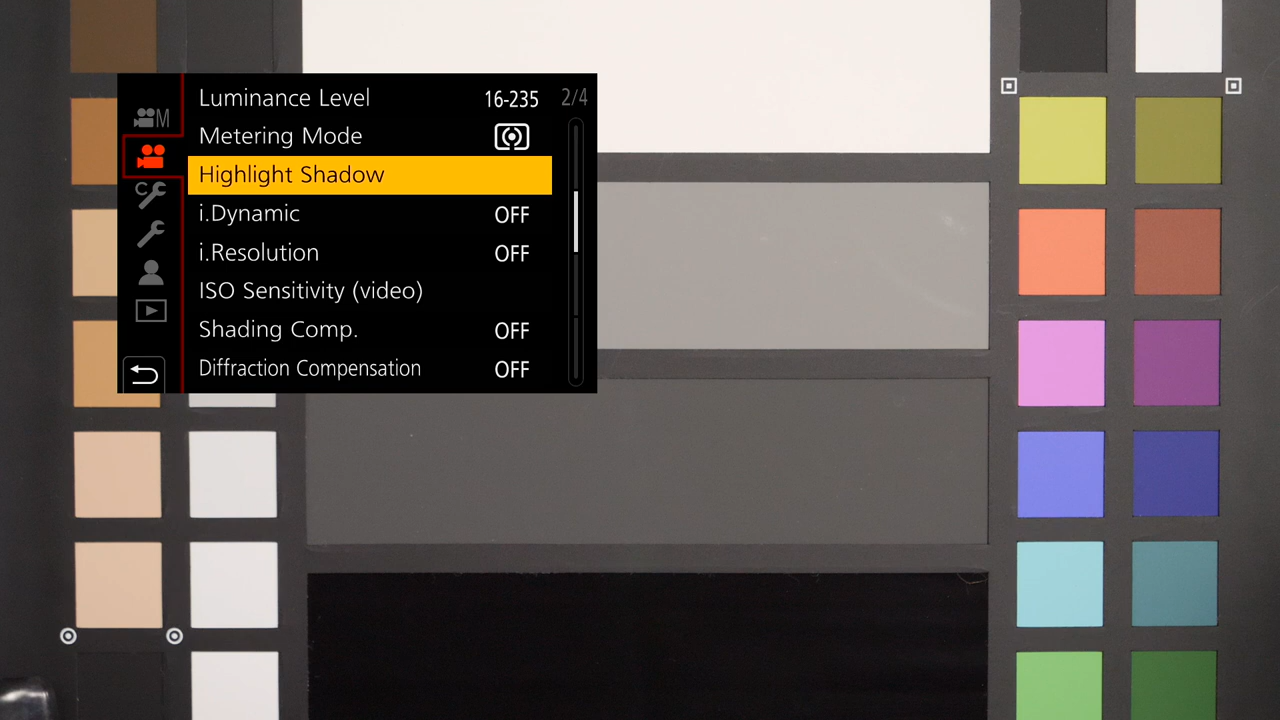 Luminance Level 16-235 2/4
M Metering Mode
Highlight Shadow
C i.Dynamic OFF
i.Resolution OFF
ISO Sensitivity (video)
Shading Comp. OFF
Diffraction Compensation OFF